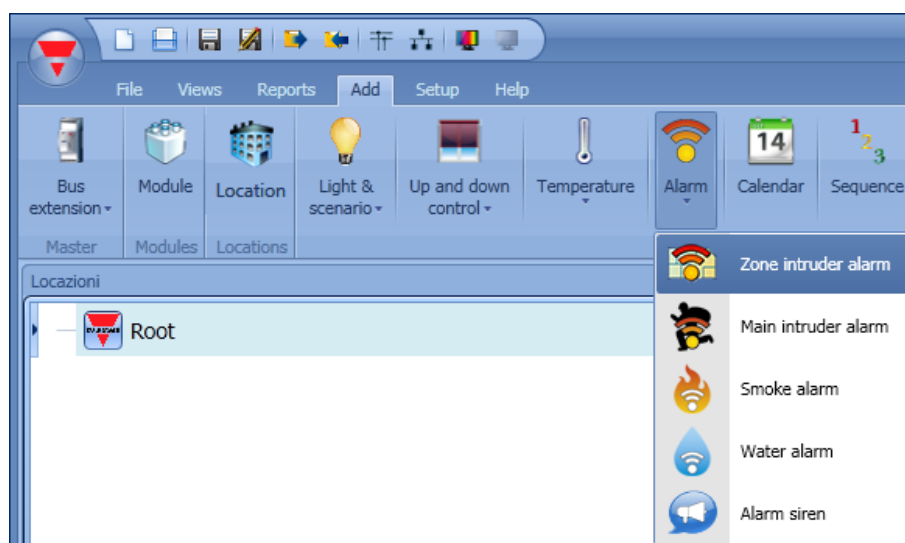 File Views Reports Add Setup Help
Bus extension
Module
Location
Light & scenario
Up and down control
Temperature
Alarm
14
Calendar
1 2 3
Sequence
Master Modules Locations
Locazioni
Root
Zone intruder alarm
Main intruder alarm
Smoke alarm
Water alarm
Alarm siren